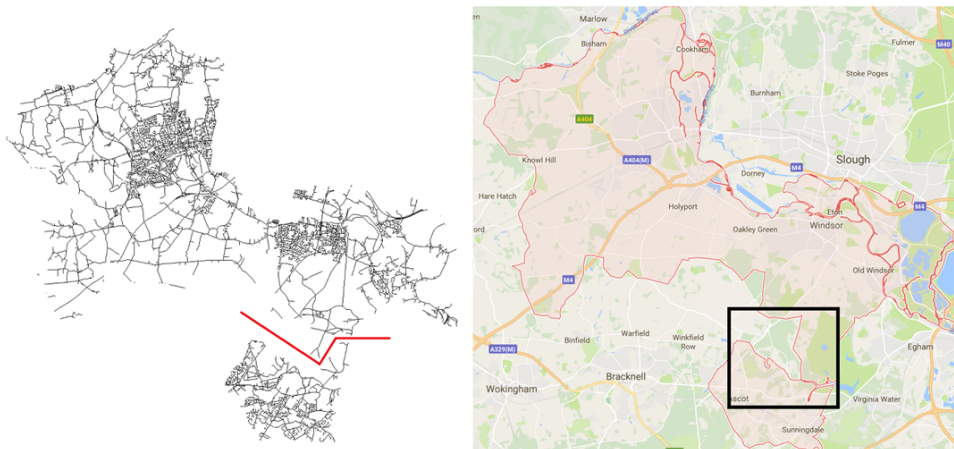 Marlow
Bisham
Cookham
Fulmer
M40
Stoke Poges
Burnham
A404
Knowl Hill
A404(M)
M4
Slough
Dorney
Hare Hatch
Holyport
Eton
M4
Windsor
Oakley Green
Old Windsor
M4
Binfield
Warfield
Winkfield
Row
Egham
A329(M)
Bracknell
Wokingham
Ascot
Virginia Water
Sunningdale